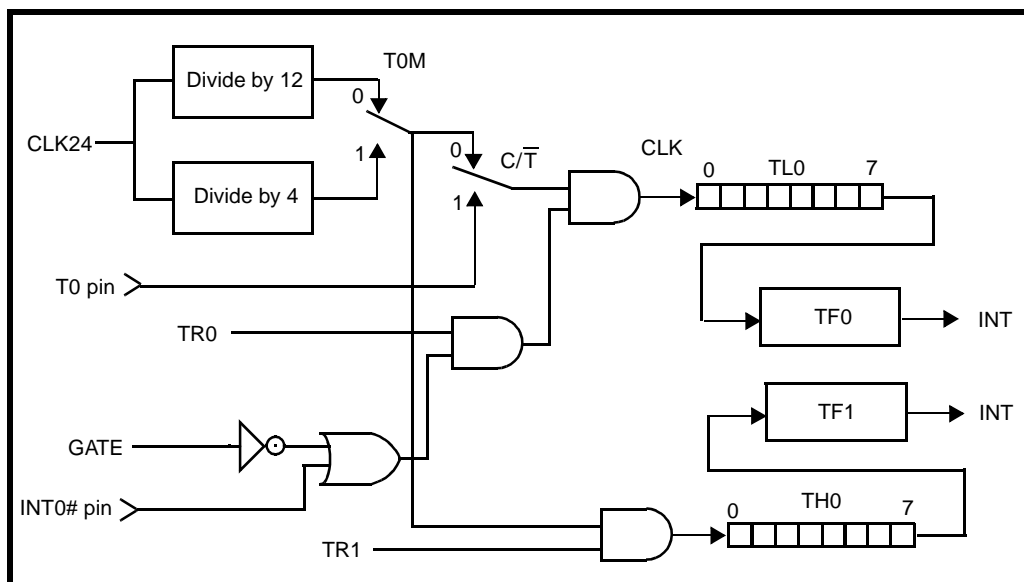 T0M
Divide by 12
0
CLK24
1
0
C/T̅
CLK
0 TL0 7
Divide by 4
1
T0 pin
TR0
TF0
INT
TF1
INT
GATE
INT0# pin
0 TH0 7
TR1